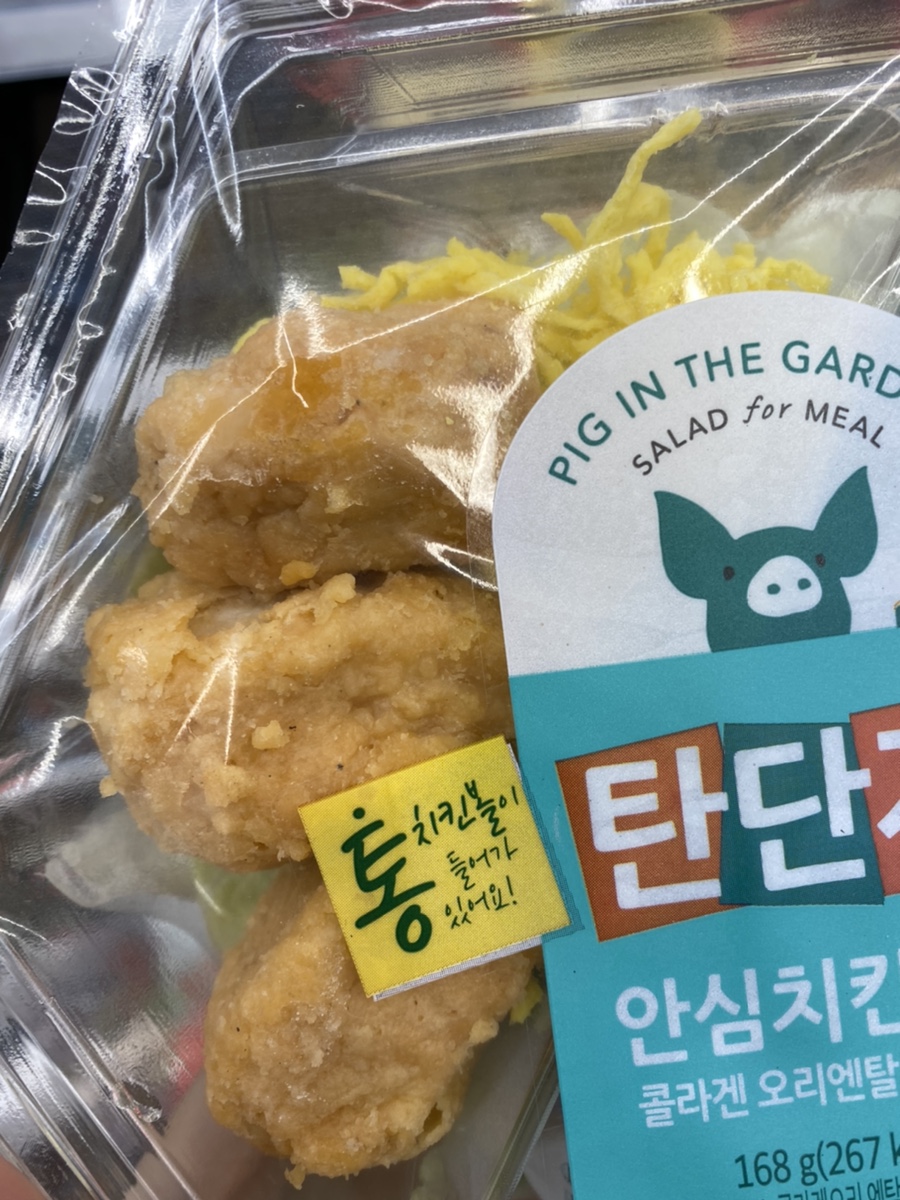 PIG IN THE GARD
SALAD for MEAL
탄단
통 치킨볼이
들어가
있어요!
안심치킨
콜라겐 오리엔탈
168 g(267 k